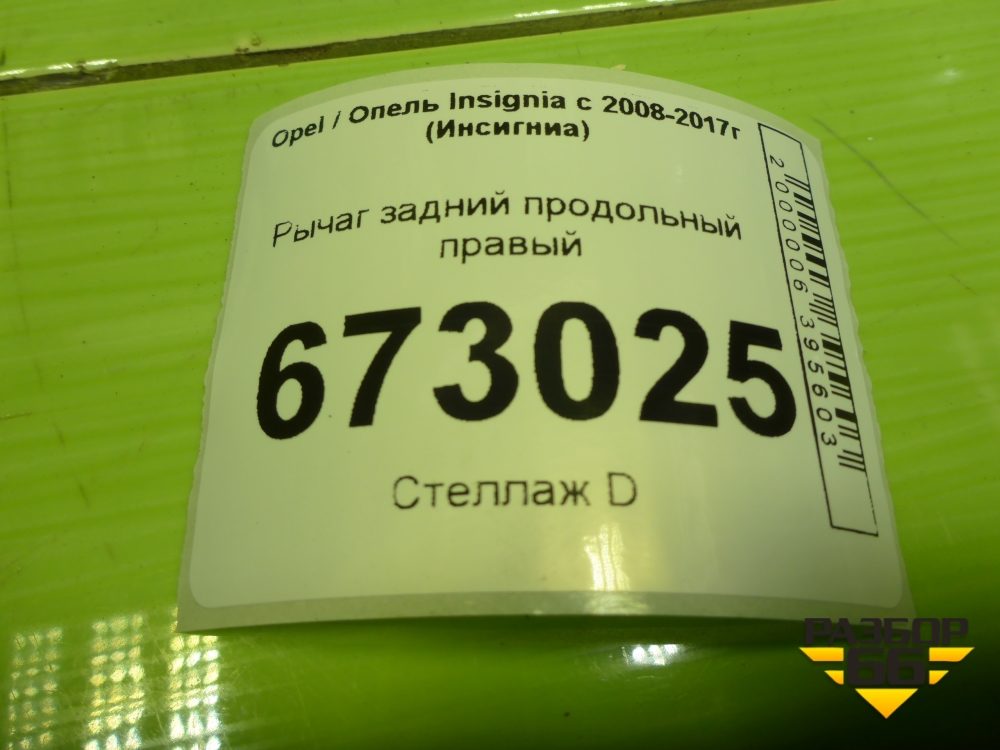 Opel / Опель Insignia с 2008-2017г
(Инсигниа)
Рычаг задний продольный
правый
673025
Стеллаж D
2000006395603
РАЗБОР
66